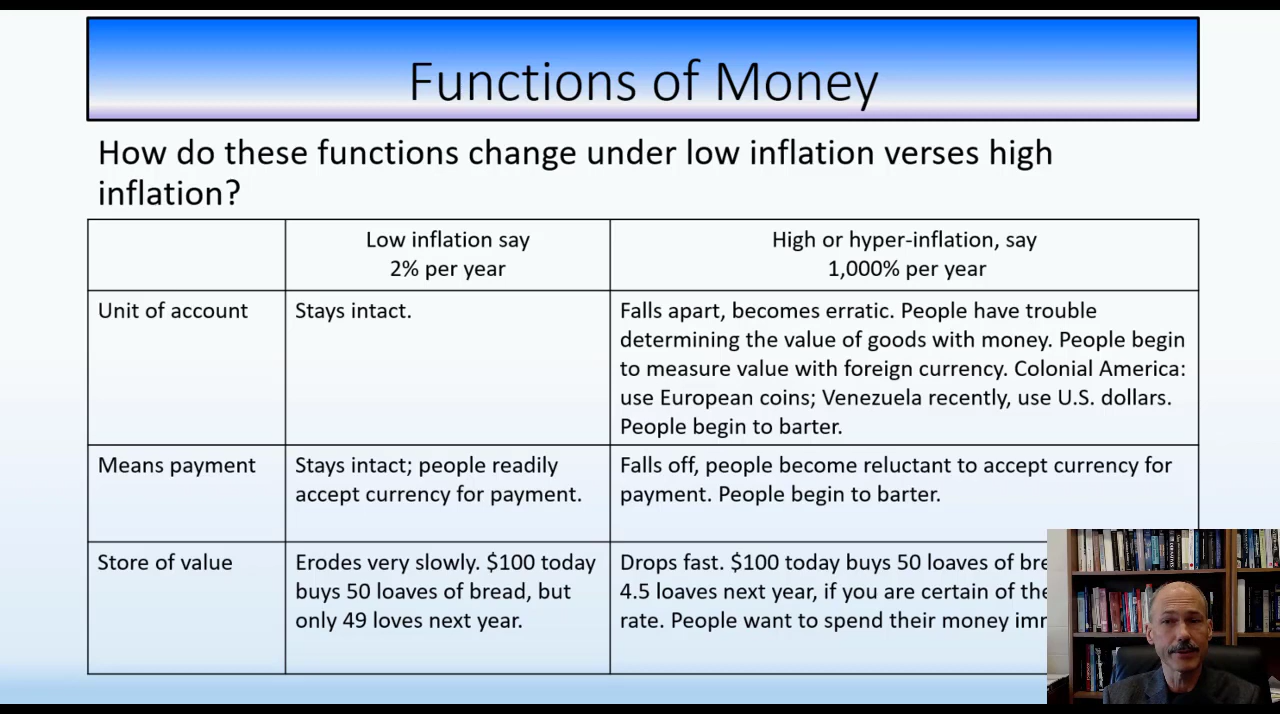 Functions of Money
How do these functions change under low inflation verses high
inflation?
Low inflation say
2% per year
High or hyper-inflation, say
1,000% per year
Unit of account
Stays intact.
Falls apart, becomes erratic. People have trouble
determining the value of goods with money. People begin
to measure value with foreign currency. Colonial America:
use European coins; Venezuela recently, use U.S. dollars.
People begin to barter.
Means payment
Stays intact; people readily
accept currency for payment.
Falls off, people become reluctant to accept currency for
payment. People begin to barter.
Store of value
Erodes very slowly. $100 today
buys 50 loaves of bread, but
only 49 loves next year.
Drops fast. $100 today buys 50 loaves of
4.5 loaves next year, if you are certain of the
rate. People want to spend their money